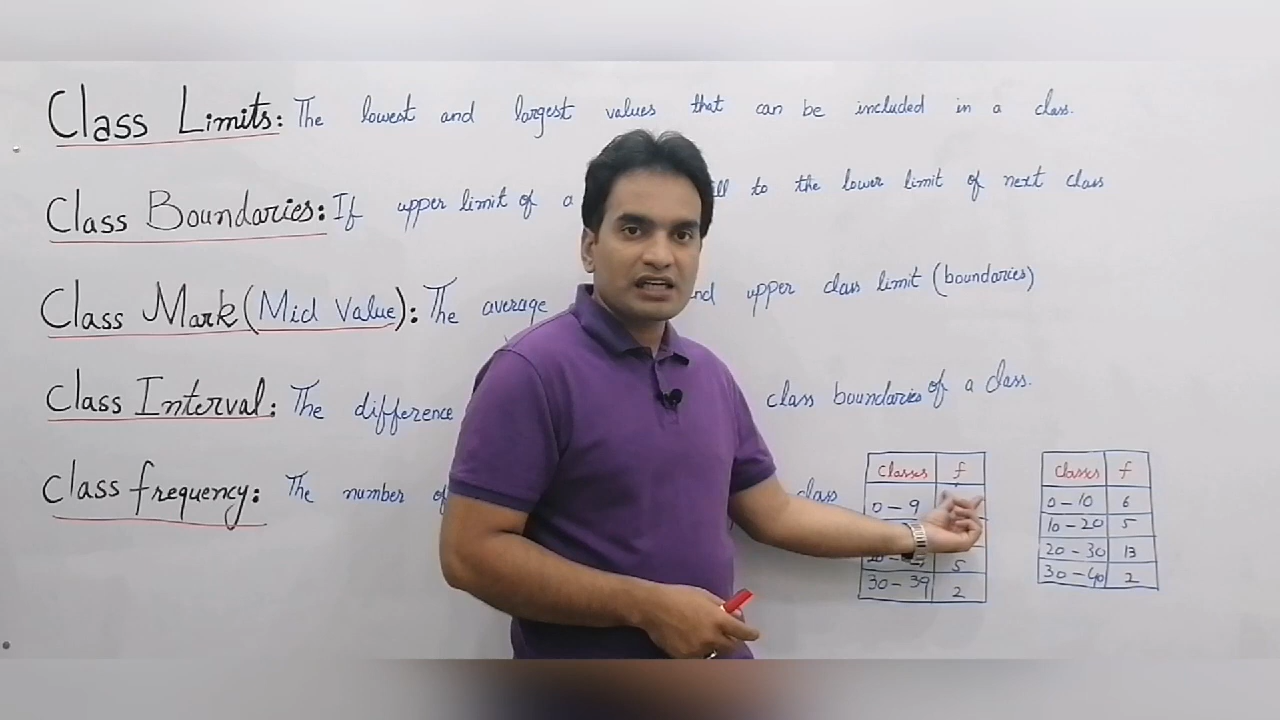 Class Limits: The lowest and largest values that can be included in a class.
Class Boundaries: If upper limit of a to the lower limit of next class
Class Mark (Mid Value): The average upper class limit (boundaries)
Class Interval: The difference class boundaries of a class.
Class frequency: The number of class
Classes f
0-9
5
30-39 2
Classes f
0-10 6
10-20 5
20-30 13
30-40 2